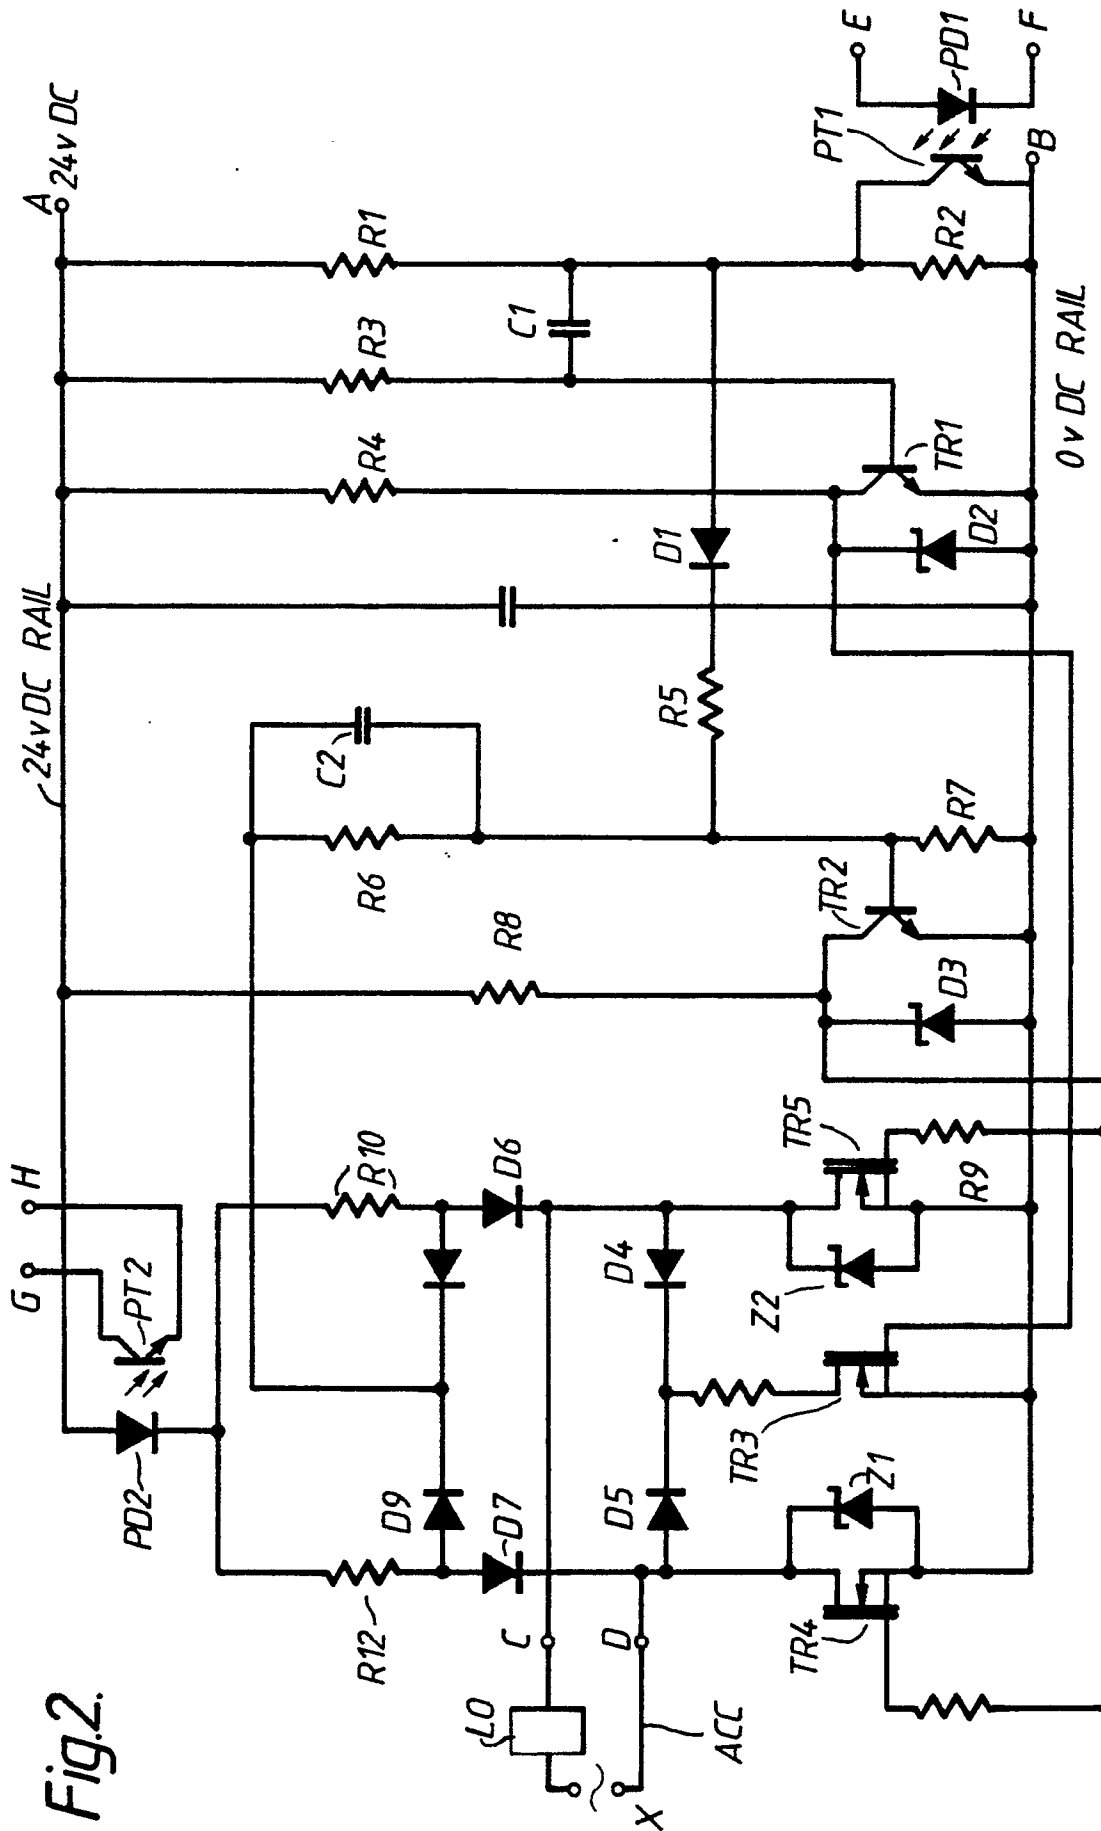 Fig.2.
24v DC RAIL
A
24v DC
G
H
PT2
PD2
R1
R3
R4
C1
C2
R6
R8
R10
R12
D9
D6
D7
D1
R5
PT1
E
PD1
F
B
R2
TR1
D2
R7
TR2
D3
C
D
LO
X
ACC
D4
D5
Z2
TR5
R9
TR3
Z1
TR4
0v DC RAIL